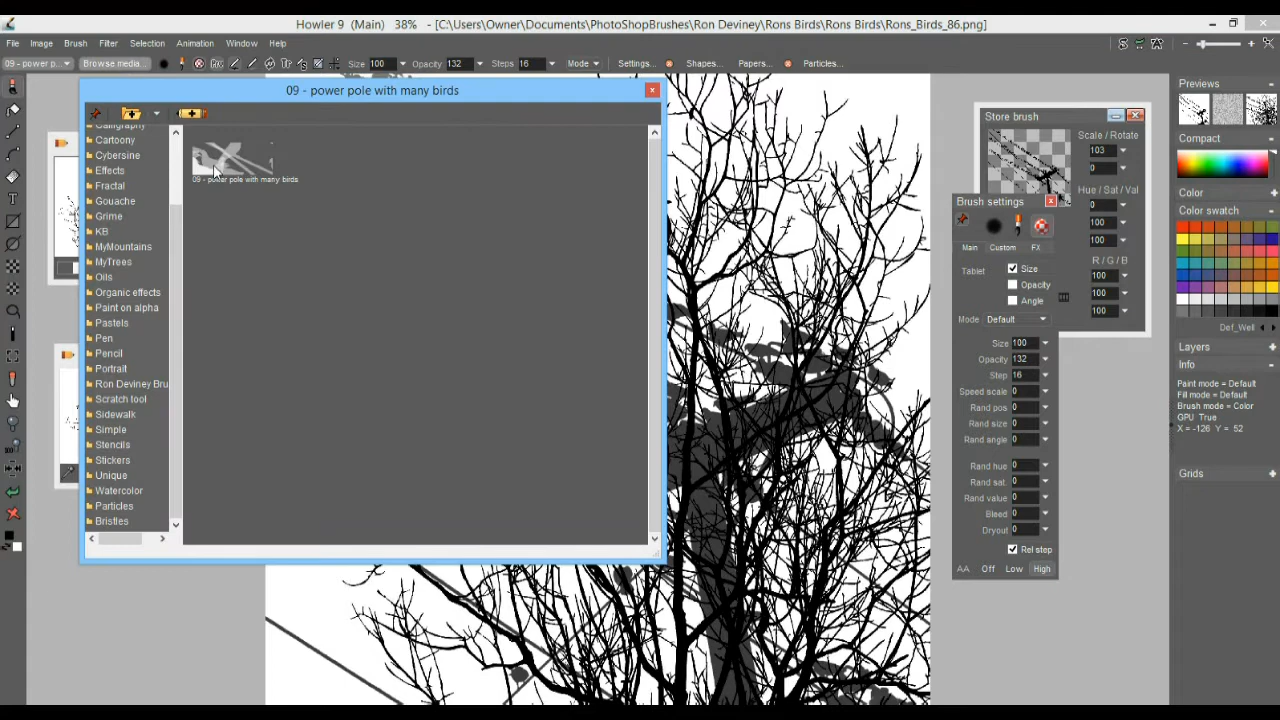 Howler 9 (Main) 38% - [C:\Users\Owner\Documents\PhotoShopBrushes\Ron Deviney\Rons Birds\Rons Birds\Rons_Birds_86.png]
File Image Brush Filter Selection Animation Window Help
09 - power p... Browse media... Size 100 Opacity 132 Steps 16 Mode Settings... Shapes... Papers... Particles...
09 - power pole with many birds
Calligraphy
Cartoony
Cybersine
Effects
Fractal
Gouache
Grime
KB
MyMountains
MyTrees
Oils
Organic effects
Paint on alpha
Pastels
Pen
Pencil
Portrait
Ron Deviney Bru
Scratch tool
Sidewalk
Simple
Stencils
Stickers
Unique
Watercolor
Particles
Bristles
09 - power pole with many birds
Store brush
Scale / Rotate
103
0
Hue / Sat / Val
0
100
100
R / G / B
100
100
100
Brush settings
Main Custom FX
Tablet Size
Opacity
Angle
Mode Default
Size 100
Opacity 132
Step 16
Speed scale 0
Rand pos 0
Rand size 0
Rand angle 0
Rand hue 0
Rand sat. 0
Rand value 0
Bleed 0
Dryout 0
Rel step
AA Off Low High
Previews -
Compact -
Color +
Color swatch -
Def_Well
Layers +
Info -
Paint mode = Default
Fill mode = Default
Brush mode = Color
GPU True
X = -126 Y = 52
Grids +